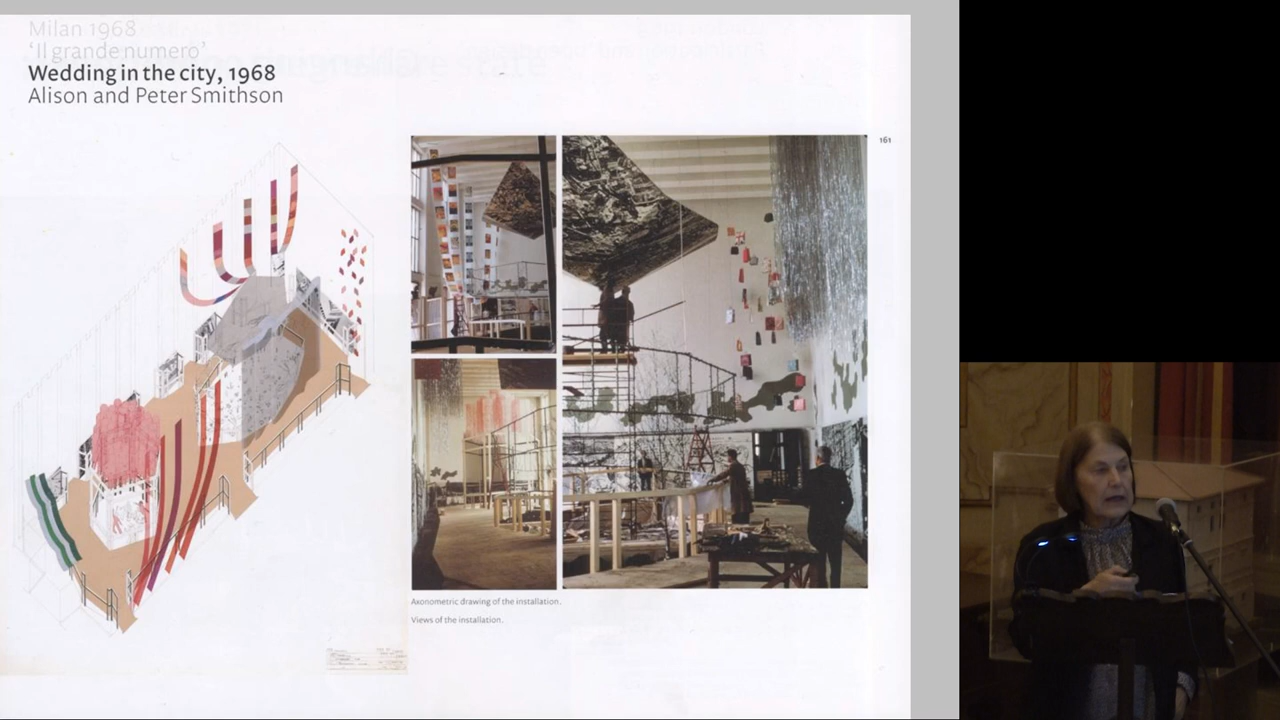 Milan 1968
‘Il grande numero’
Wedding in the city, 1968
Alison and Peter Smithson
161
Axonometric drawing of the installation.
Views of the installation.